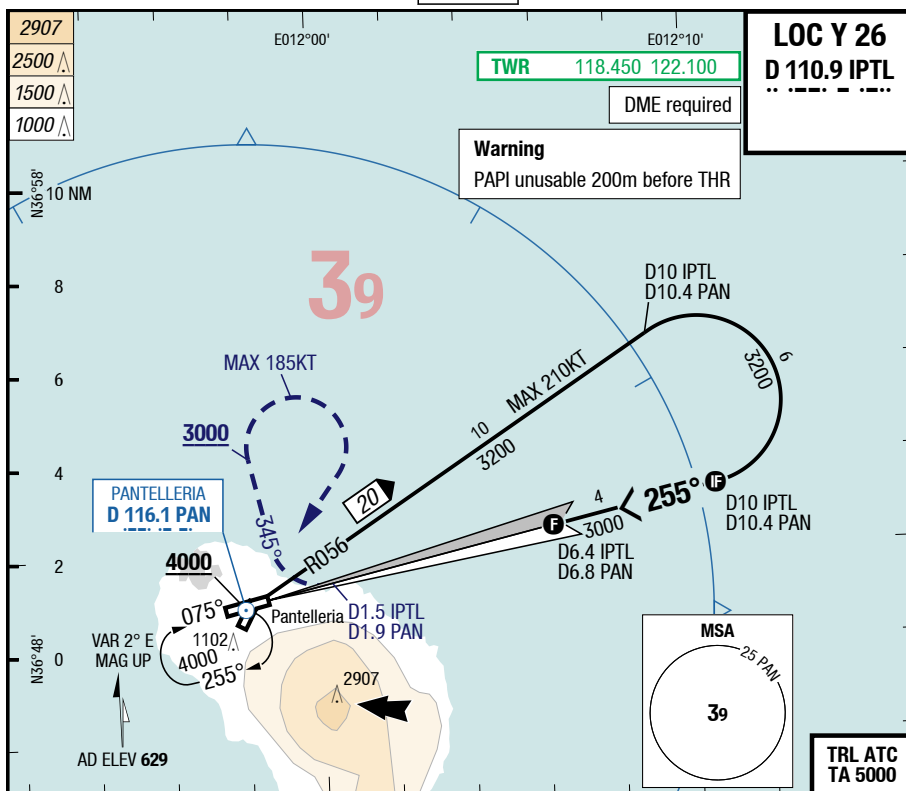 2907
2500
1500
1000
E012°00'
E012°10'
LOC Y 26
D 110.9 IPTL
TWR 118.450 122.100
DME required
Warning
PAPI unusable 200m before THR
N36°58'
10 NM
8
6
4
2
0
N36°48'
39
D10 IPTL
D10.4 PAN
MAX 185KT
MAX 210KT
10
3200
6
3200
3000
345°
20
R056
PANTELLERIA
D 116.1 PAN
4000
4
3000
255°
IF
D10 IPTL
D10.4 PAN
F
D6.4 IPTL
D6.8 PAN
075°
Pantelleria
D1.5 IPTL
D1.9 PAN
1102
4000
255°
VAR 2° E
MAG UP
2907
AD ELEV 629
MSA
25 PAN
39
TRL ATC
TA 5000